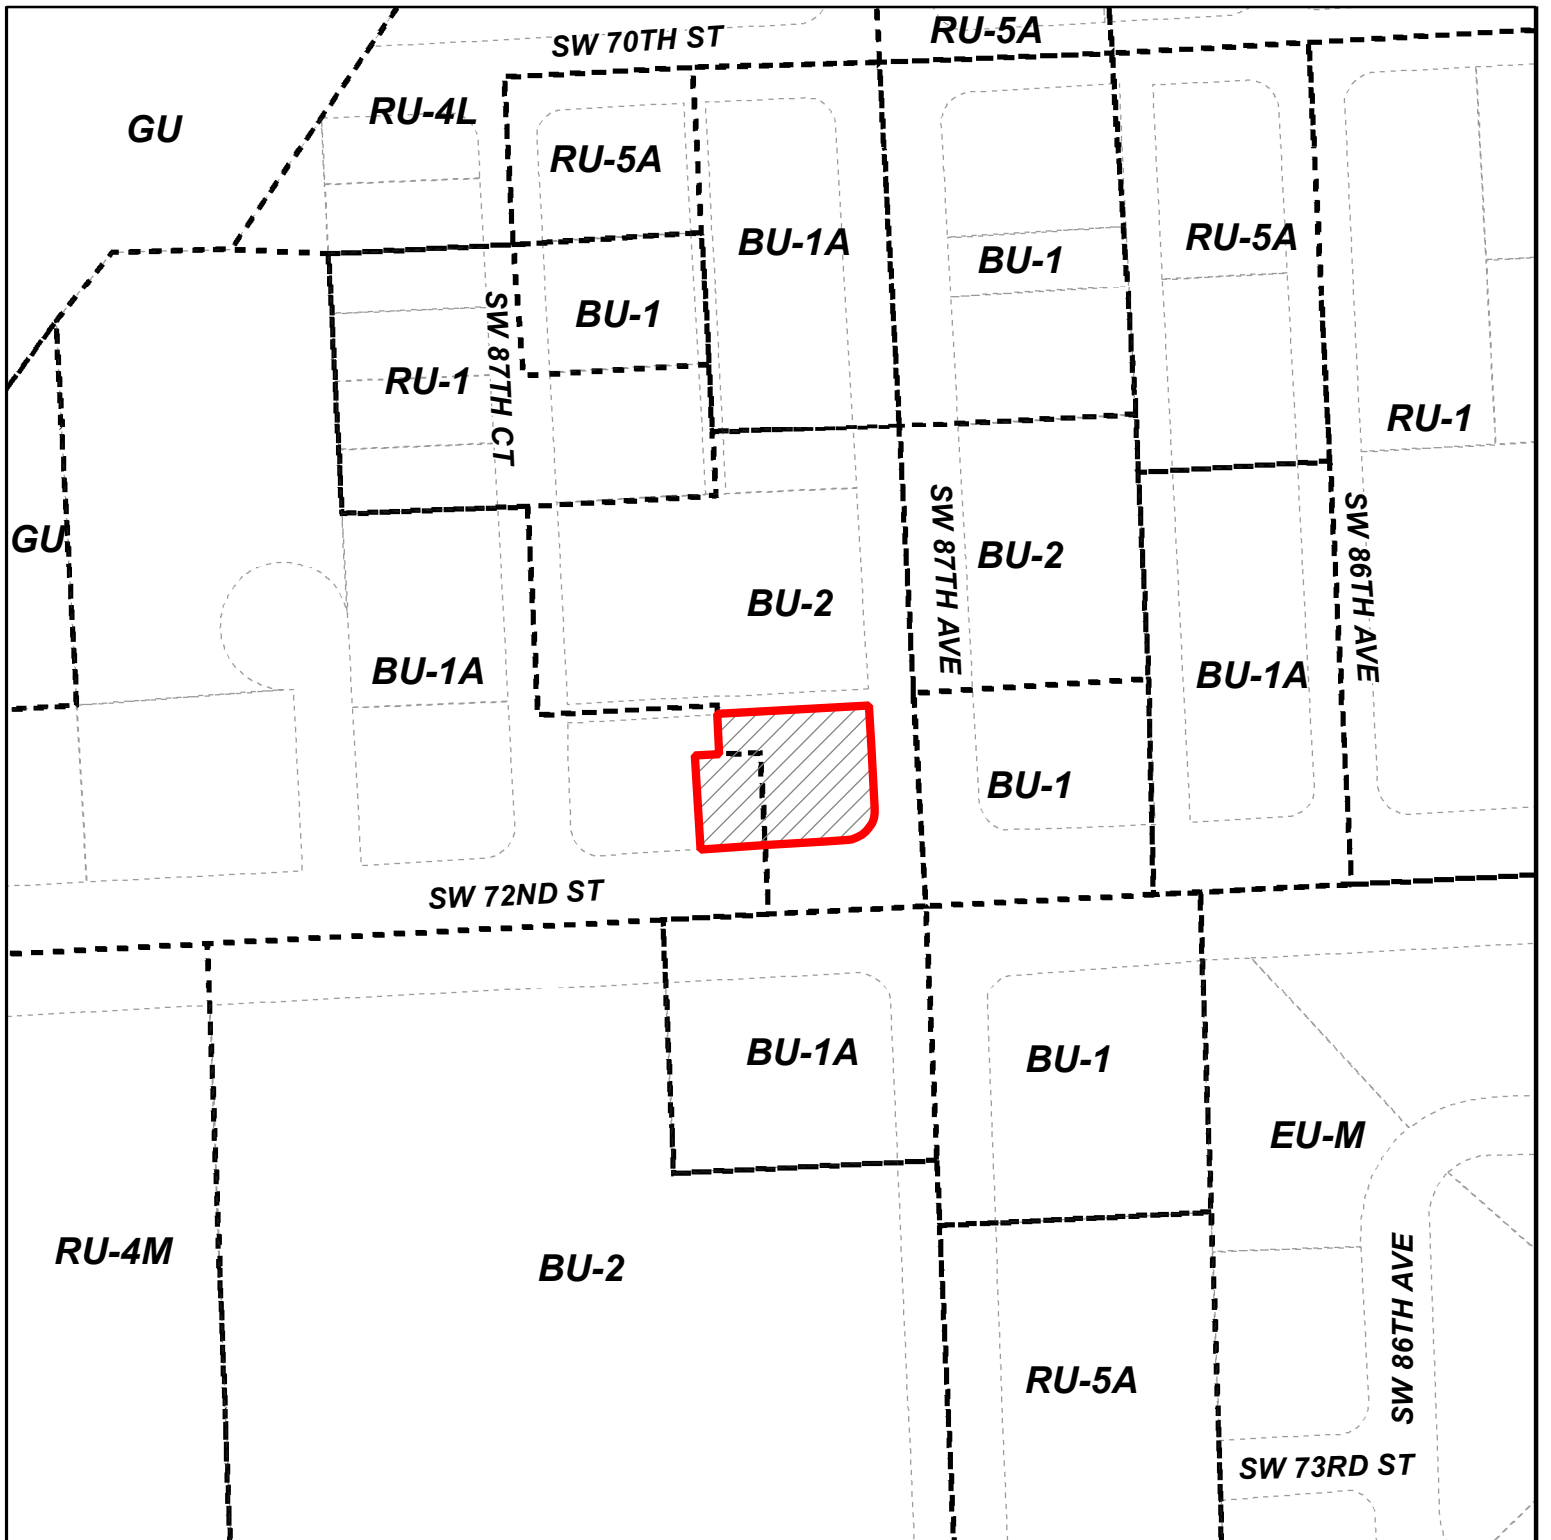 RU-5A
SW 70TH ST
RU-4L
GU
RU-5A
BU-1A
RU-5A
BU-1
BU-1
SW 87TH CT
RU-1
RU-1
GU
SW 87TH AVE
BU-2
SW 86TH AVE
BU-2
BU-1A
BU-1A
BU-1
SW 72ND ST
BU-1A
BU-1
EU-M
RU-4M
BU-2
SW 86TH AVE
RU-5A
SW 73RD ST